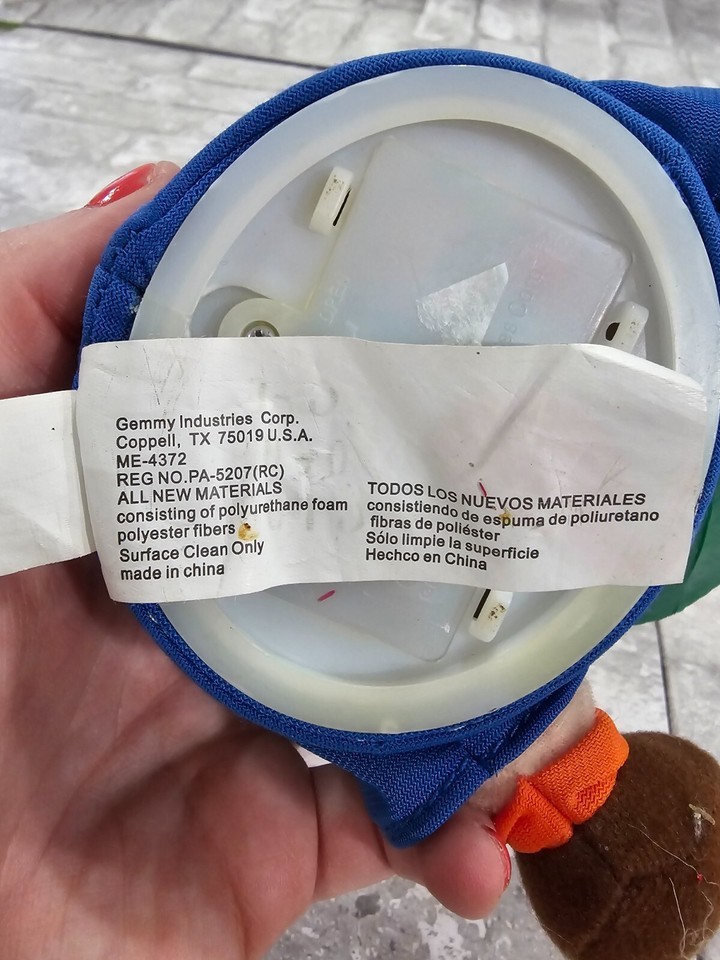 Gemmy Industries Corp.
Coppell, TX 75019 U.S.A.
ME-4372
REG NO.PA-5207(RC)
ALL NEW MATERIALS
consisting of polyurethane foam
polyester fibers
Surface Clean Only
made in china
TODOS LOS NUEVOS MATERIALES
consistiendo de espuma de poliuretano
fibras de poliéster
Sólo limple la superficie
Hechco en China